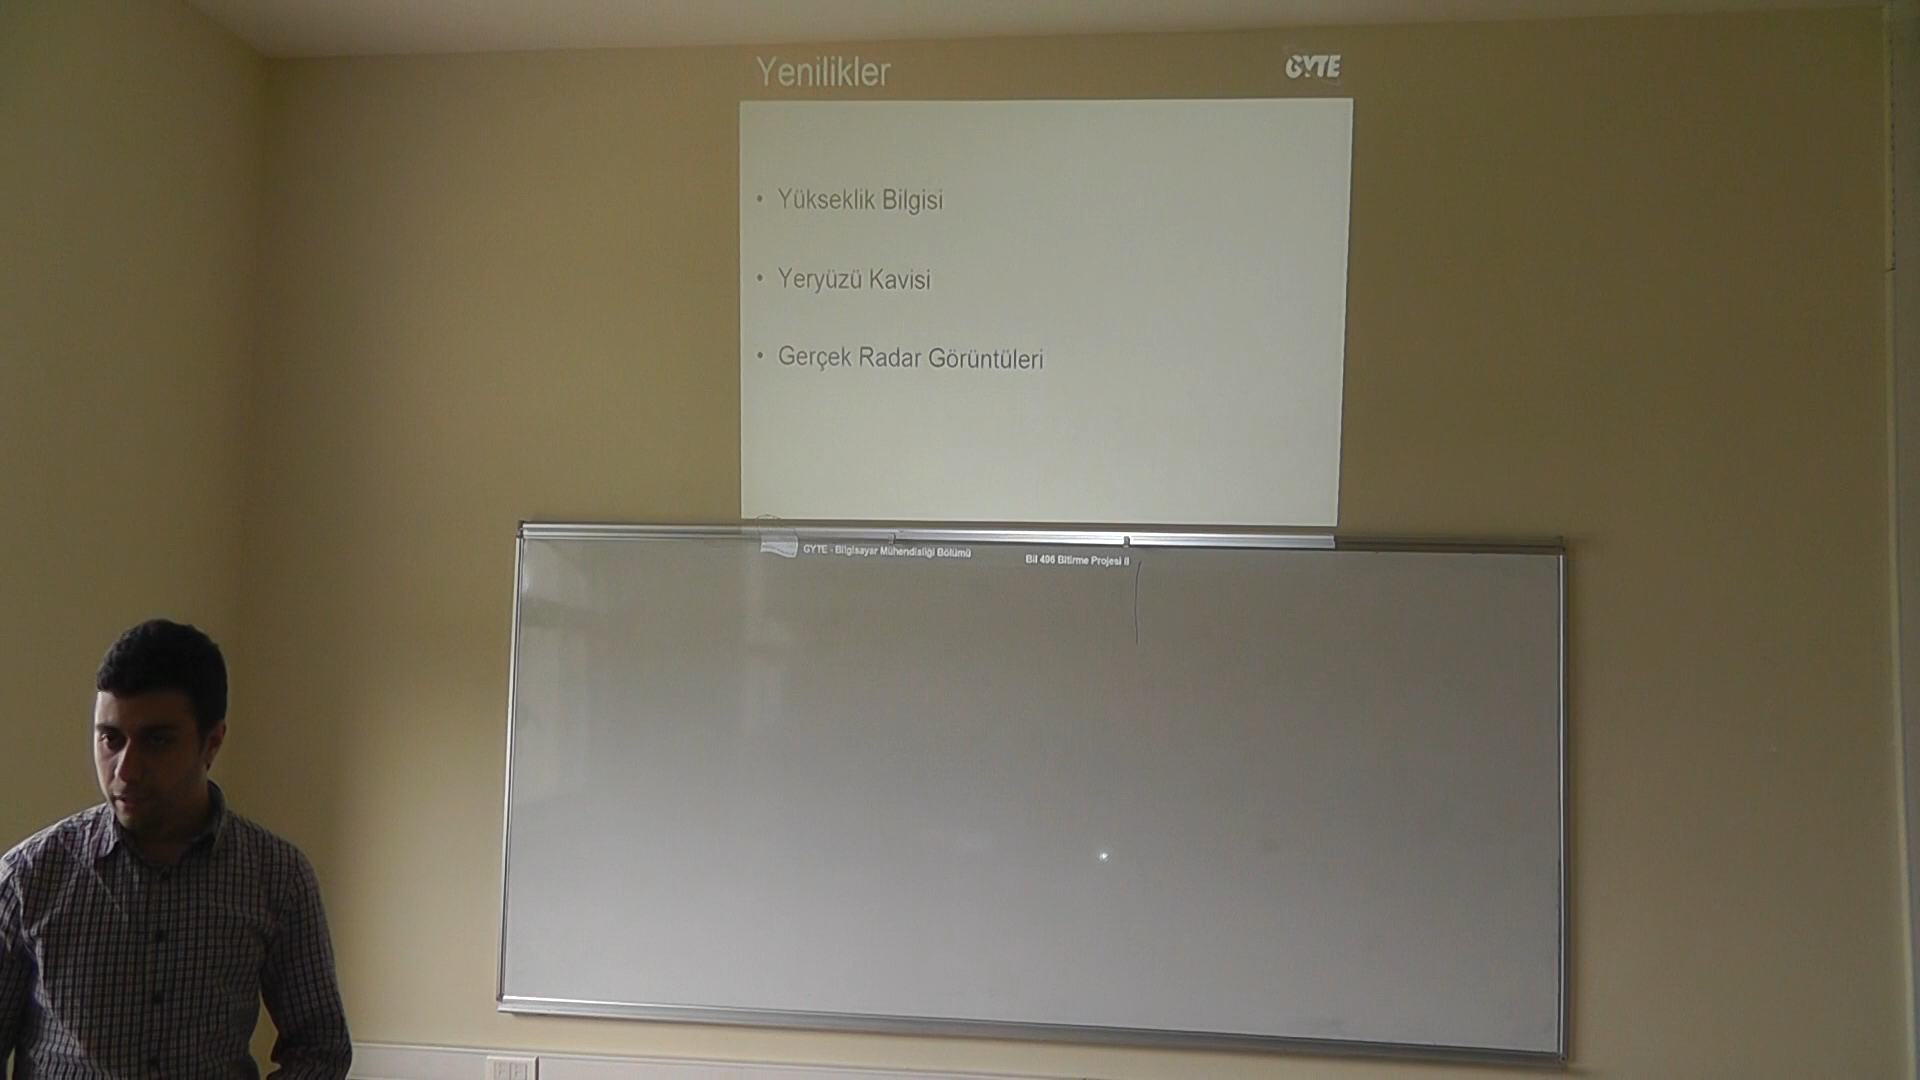 Yenilikler
GYTE
• Yükseklik Bilgisi
• Yeryüzü Kavisi
• Gerçek Radar Görüntüleri
GYTE - Bilgisayar Mühendisliği Bölümü
Bil 496 Bitirme Projesi II